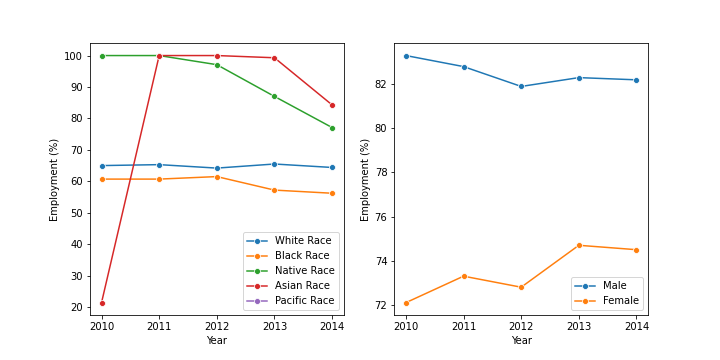 100
90
80
70
60
50
40
30
20
Employment (%)
2010 2011 2012 2013 2014
Year
White Race
Black Race
Native Race
Asian Race
Pacific Race
82
80
78
76
74
72
Employment (%)
2010 2011 2012 2013 2014
Year
Male
Female